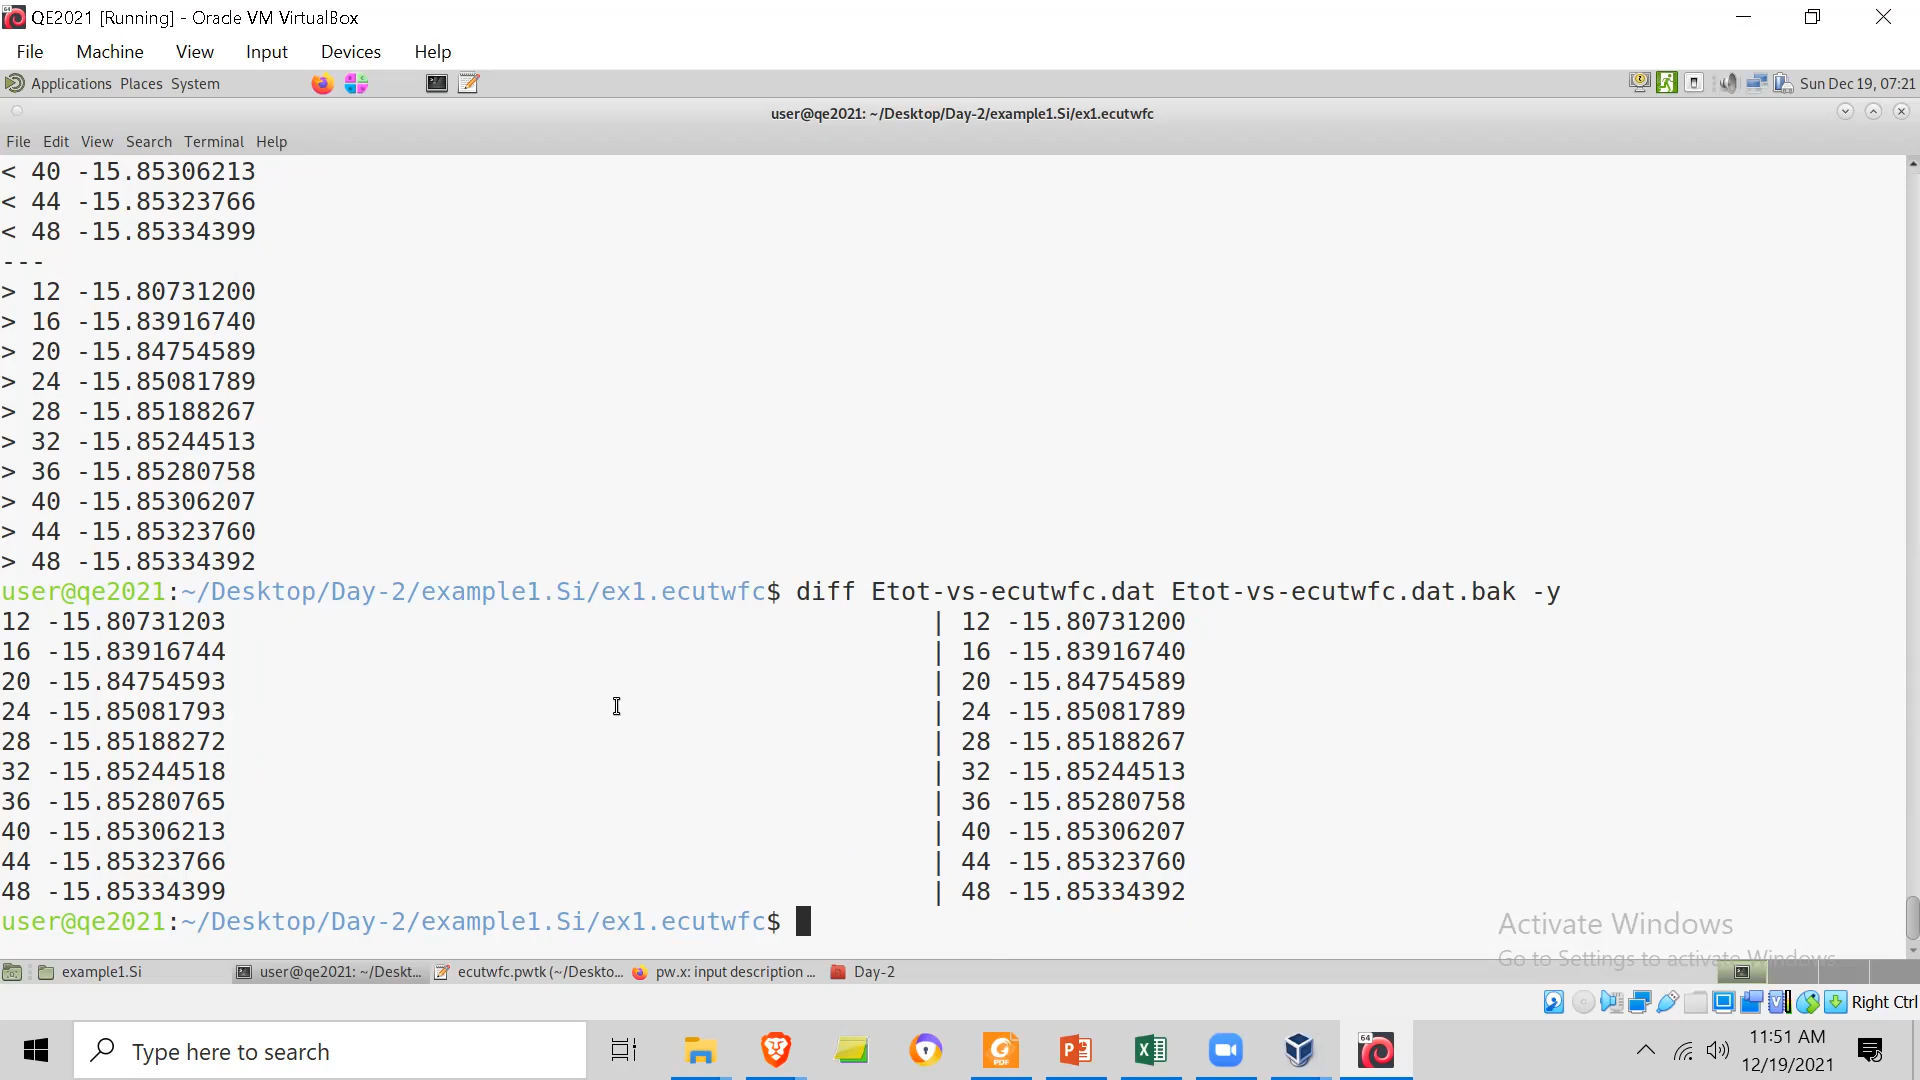 QE2021 [Running] - Oracle VM VirtualBox
File Machine View Input Devices Help
Applications Places System
Sun Dec 19, 07:21
user@qe2021: ~/Desktop/Day-2/example1.Si/ex1.ecutwfc
File Edit View Search Terminal Help
< 40 -15.85306213
< 44 -15.85323766
< 48 -15.85334399
---
> 12 -15.80731200
> 16 -15.83916740
> 20 -15.84754589
> 24 -15.85081789
> 28 -15.85188267
> 32 -15.85244513
> 36 -15.85280758
> 40 -15.85306207
> 44 -15.85323760
> 48 -15.85334392
user@qe2021:~/Desktop/Day-2/example1.Si/ex1.ecutwfc$ diff Etot-vs-ecutwfc.dat Etot-vs-ecutwfc.dat.bak -y
12 -15.80731203 | 12 -15.80731200
16 -15.83916744 | 16 -15.83916740
20 -15.84754593 | 20 -15.84754589
24 -15.85081793 | 24 -15.85081789
28 -15.85188272 | 28 -15.85188267
32 -15.85244518 | 32 -15.85244513
36 -15.85280765 | 36 -15.85280758
40 -15.85306213 | 40 -15.85306207
44 -15.85323766 | 44 -15.85323760
48 -15.85334399 | 48 -15.85334392
user@qe2021:~/Desktop/Day-2/example1.Si/ex1.ecutwfc$
Activate Windows
Go to Settings to activate Windows.
example1.Si user@qe2021: ~/Deskt... ecutwfc.pwtk (~/Deskto... pw.x: input description ... Day-2
Right Ctrl
Type here to search
11:51 AM
12/19/2021